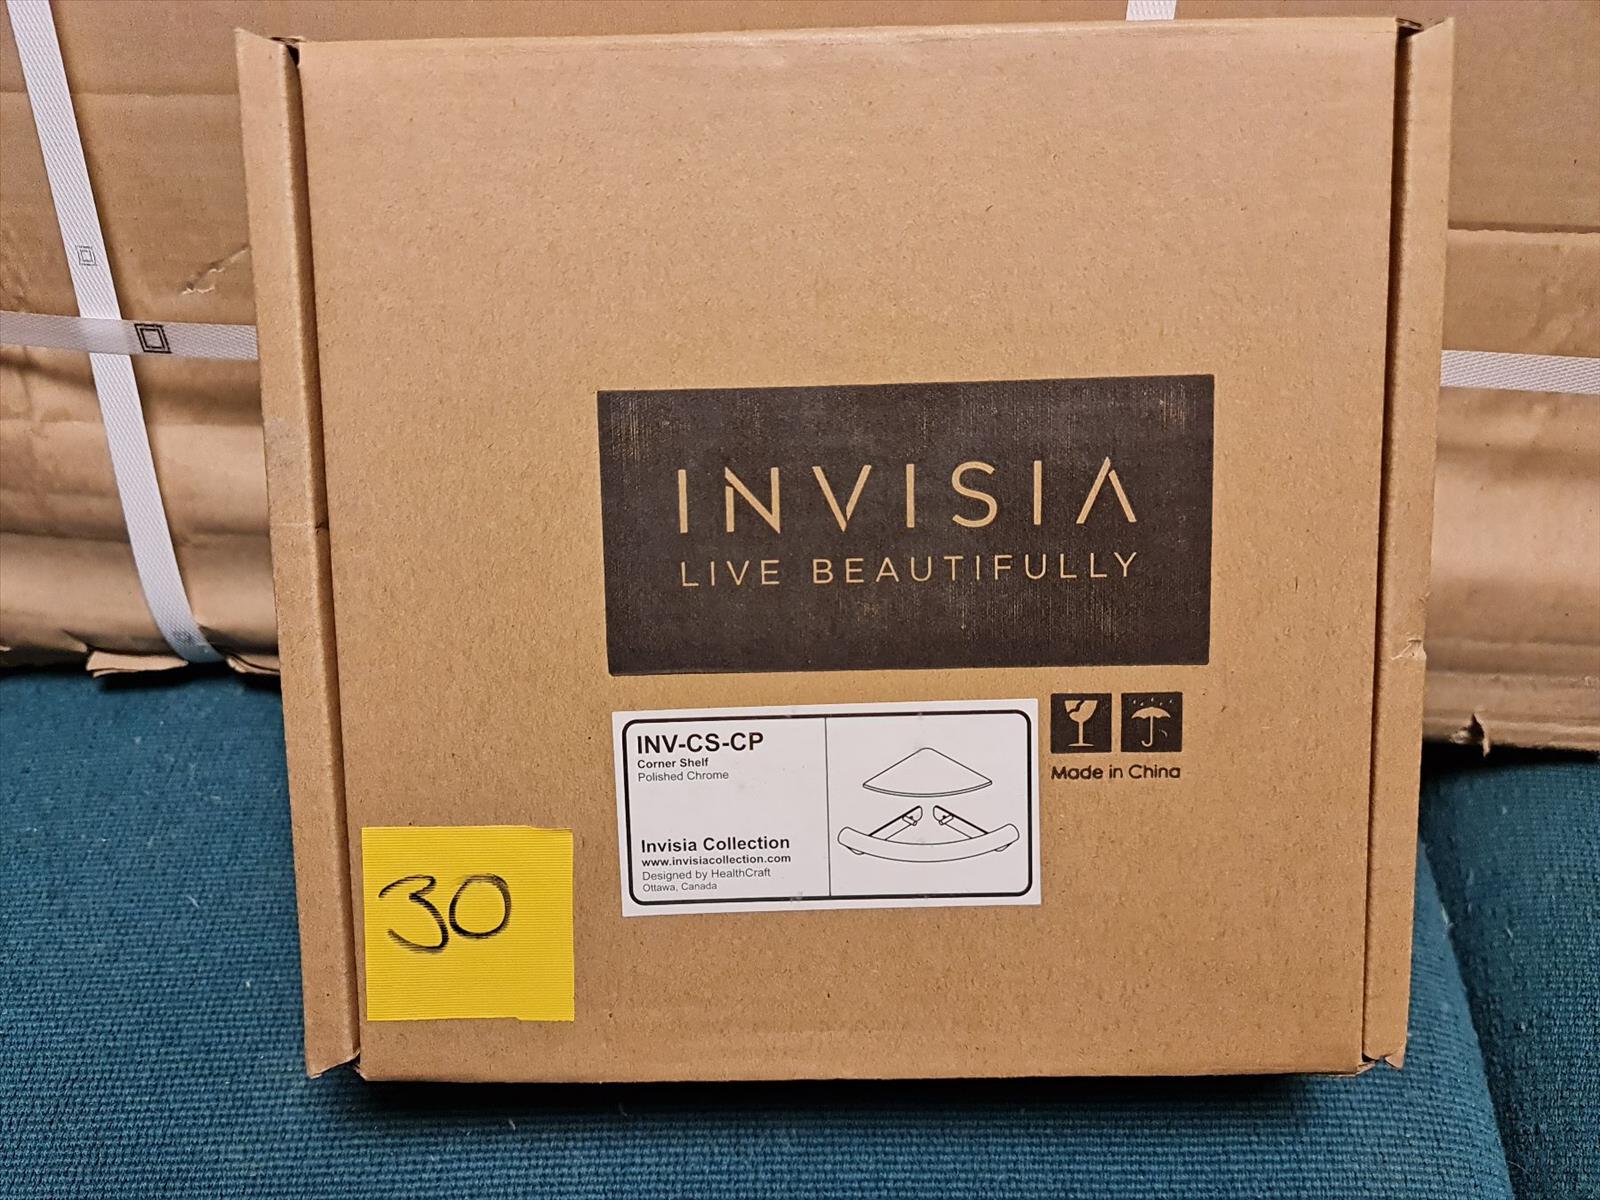 INVISIA
LIVE BEAUTIFULLY
INV-CS-CP
Corner Shelf
Polished Chrome
Invisia Collection
www.invisiacollection.com
Designed by HealthCraft
Ottawa, Canada
Made in China
30